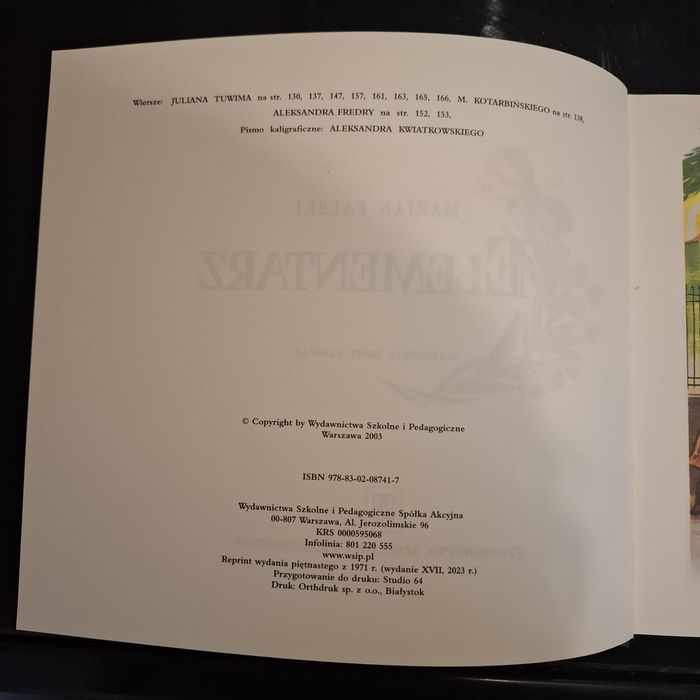 Wiersze: JULIANA TUWIMA na str. 130, 137, 147, 157, 161, 163, 165, 166, M. KOTARBIŃSKIEGO na str. 138,
ALEKSANDRA FREDRY na str. 152, 153,
Pismo kaligraficzne: ALEKSANDRA KWIATKOWSKIEGO
MARIAN FALSKI
ELEMENTARZ
© Copyright by Wydawnictwa Szkolne i Pedagogiczne
Warszawa 2003
ISBN 978-83-02-08741-7
Wydawnictwa Szkolne i Pedagogiczne Spółka Akcyjna
00-807 Warszawa, Al. Jerozolimskie 96
KRS 0000595068
Infolinia: 801 220 555
www.wsip.pl
Reprint wydania piętnastego z 1971 r. (wydanie XVII, 2023 r.)
Przygotowanie do druku: Studio 64
Druk: Orthdruk sp. z o.o., Białystok